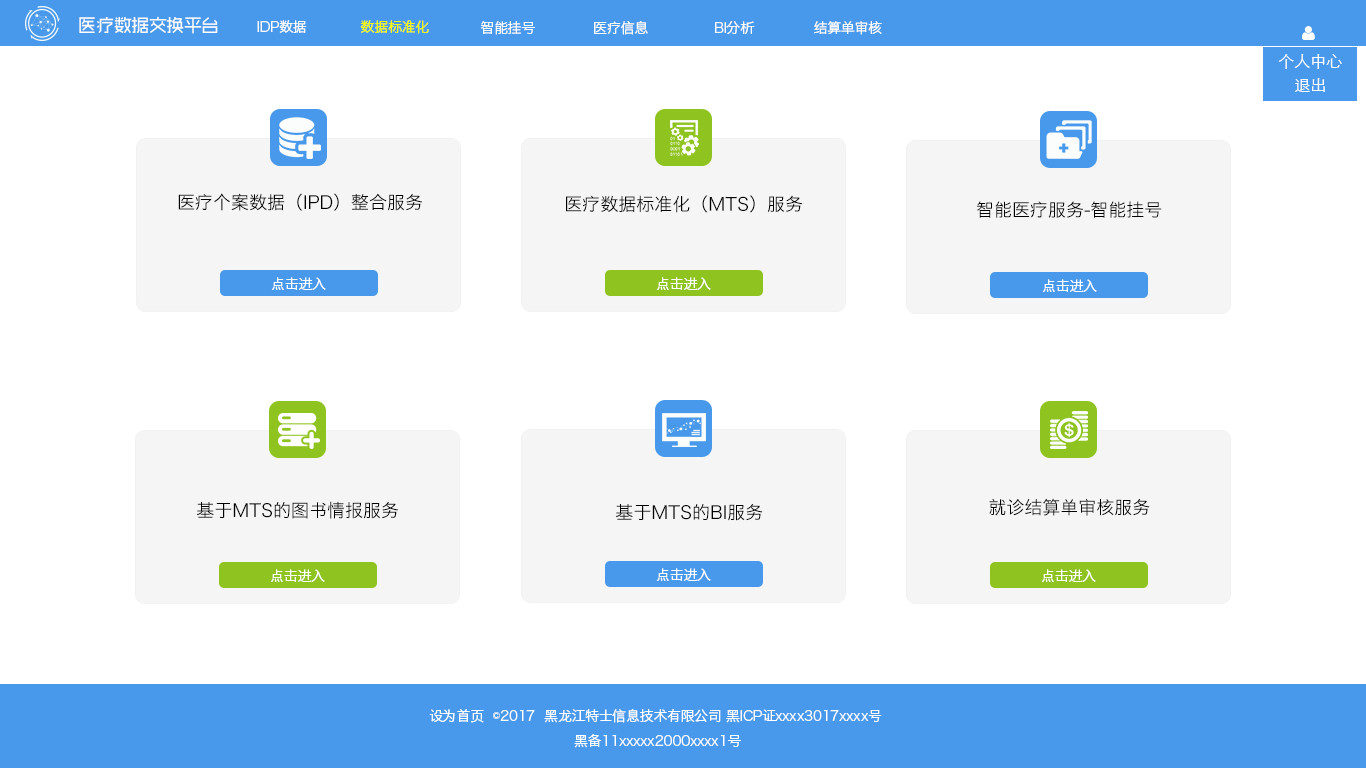 医疗数据交换平台 IDP数据 数据标准化 智能挂号 医疗信息 BI分析 结算单审核
个人中心
退出
医疗个案数据（IPD）整合服务
点击进入
医疗数据标准化（MTS）服务
点击进入
智能医疗服务-智能挂号
点击进入
基于MTS的图书情报服务
点击进入
基于MTS的BI服务
点击进入
就诊结算单审核服务
点击进入
设为首页 ©2017 黑龙江特士信息技术有限公司 黑ICP证xxxx3017xxxx号
黑备11xxxxx2000xxxx1号